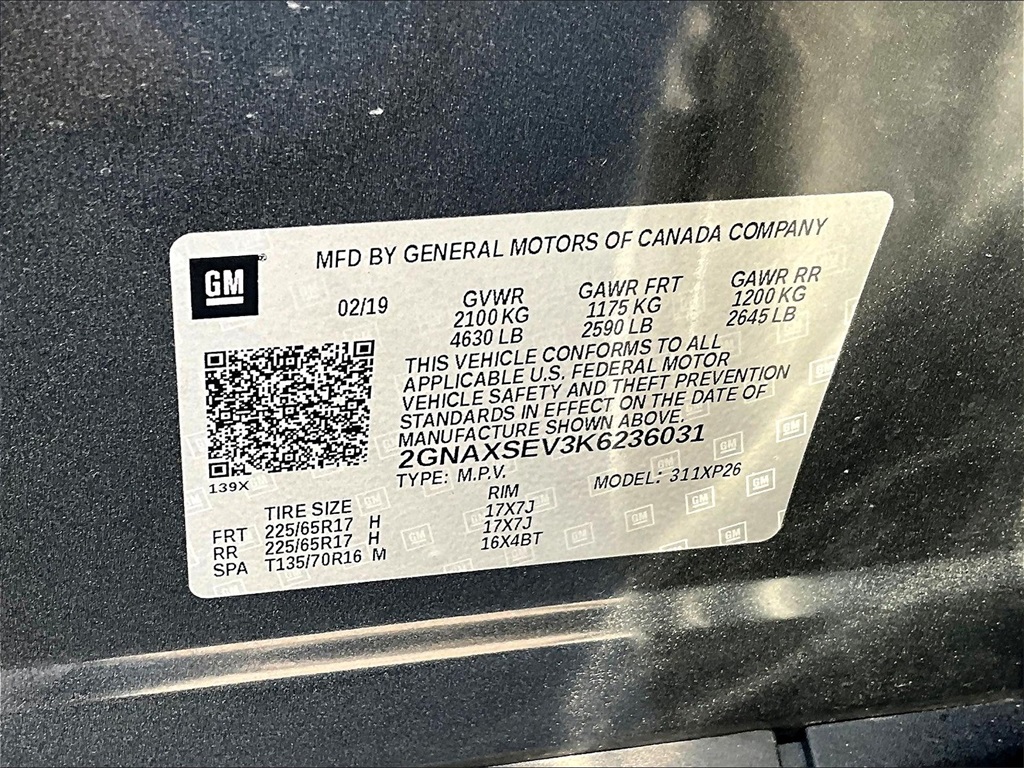 MFD BY GENERAL MOTORS OF CANADA COMPANY
GM
02/19 GVWR GAWR FRT GAWR RR
2100 KG 1175 KG 1200 KG
4630 LB 2590 LB 2645 LB
THIS VEHICLE CONFORMS TO ALL
APPLICABLE U.S. FEDERAL MOTOR
VEHICLE SAFETY AND THEFT PREVENTION
STANDARDS IN EFFECT ON THE DATE OF
MANUFACTURE SHOWN ABOVE.
2GNAXSEV3K6236031
139X
TYPE: M.P.V. MODEL: 311XP26
TIRE SIZE RIM
FRT 225/65R17 H 17X7J
RR 225/65R17 H 17X7J
SPA T135/70R16 M 16X4BT